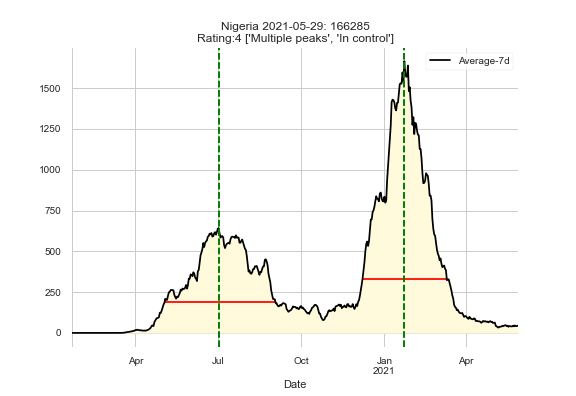 Nigeria 2021-05-29: 166285
Rating:4 ['Multiple peaks', 'In control']
Average-7d
1500
1250
1000
750
500
250
0
Apr
Jul
Oct
Jan
2021
Apr
Date